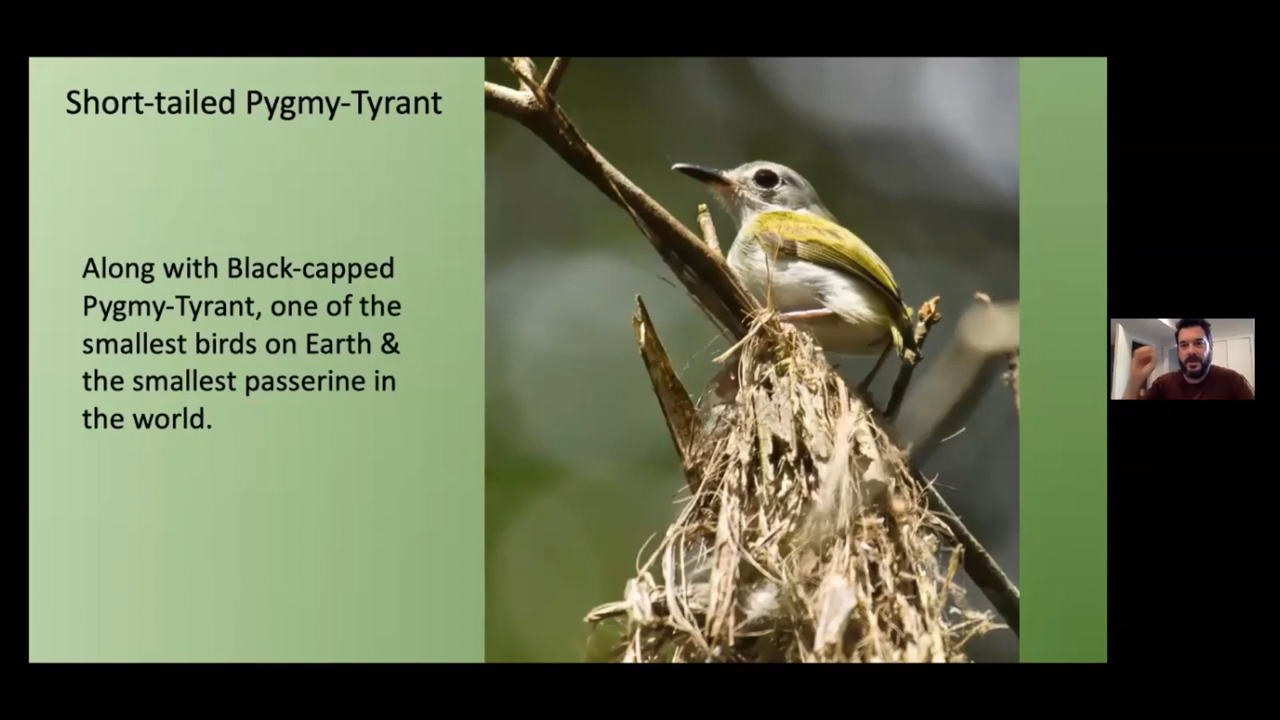 Short-tailed Pygmy-Tyrant
Along with Black-capped
Pygmy-Tyrant, one of the
smallest birds on Earth &
the smallest passerine in
the world.